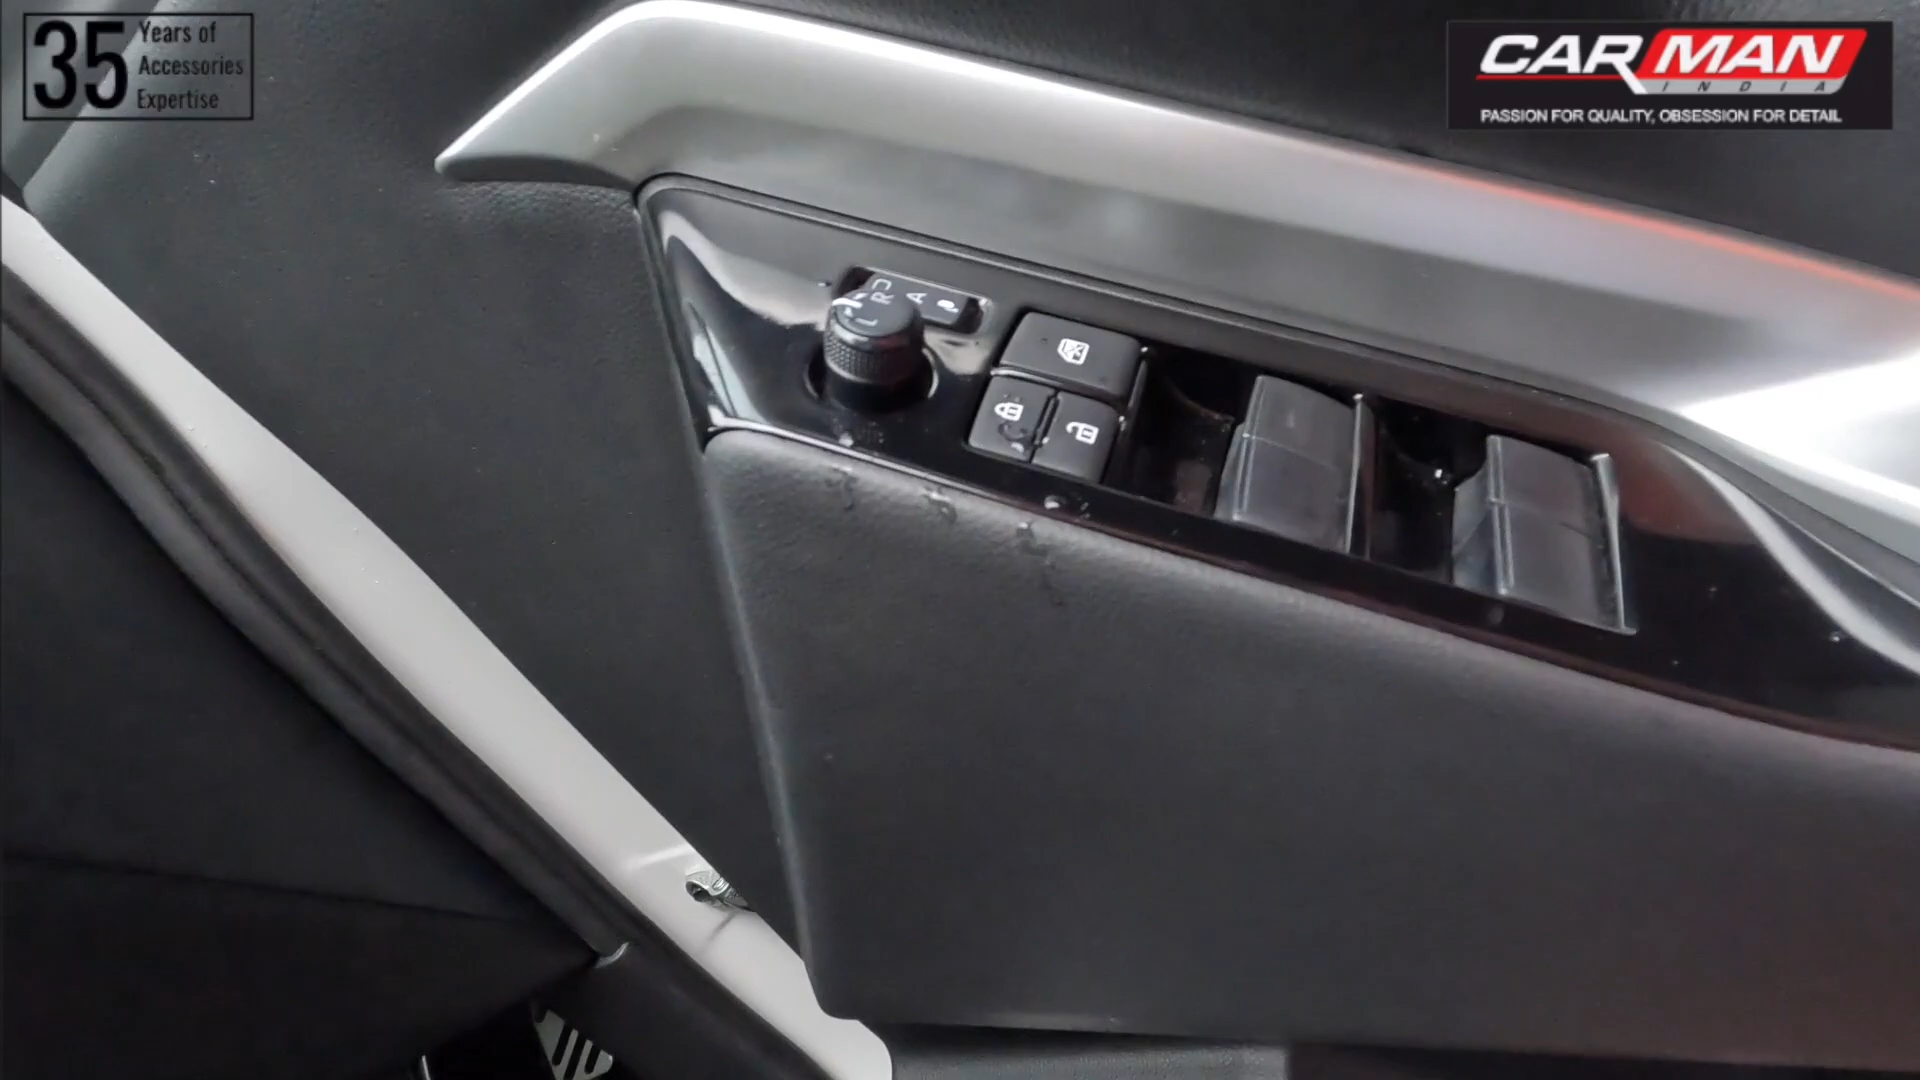 35
Years of
Accessories
Expertise
CARMAN
INDIA
PASSION FOR QUALITY, OBSESSION FOR DETAIL
L
R
A